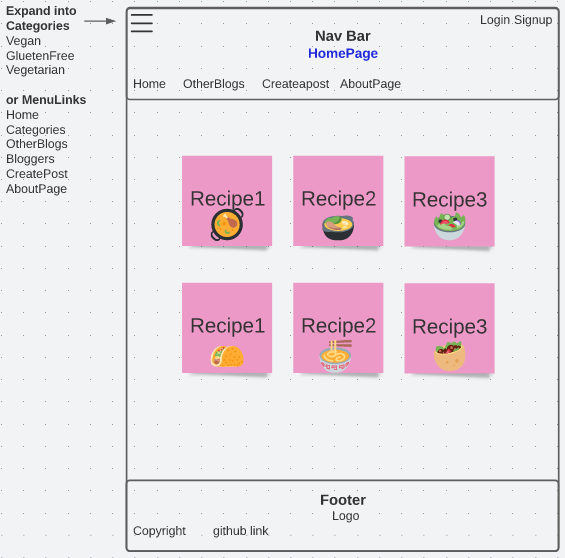 Expand into
Categories
Vegan
GluetenFree
Vegetarian
or MenuLinks
Home
Categories
OtherBlogs
Bloggers
CreatePost
AboutPage
Login Signup
Nav Bar
HomePage
Home OtherBlogs Createapost AboutPage
Recipe1 Recipe2 Recipe3
Recipe1 Recipe2 Recipe3
Footer
Logo
Copyright github link